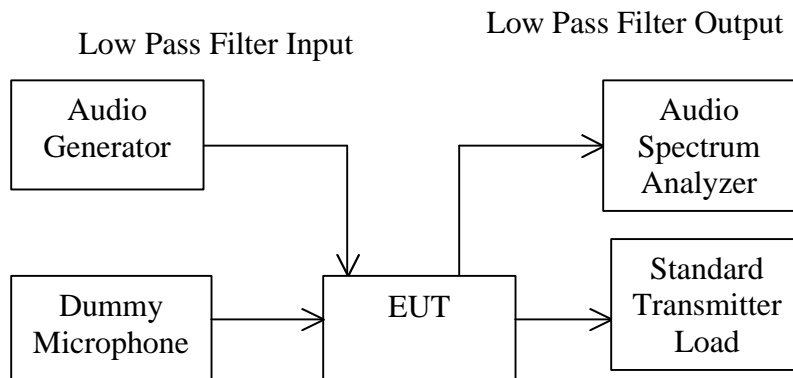 Low Pass Filter Input
Low Pass Filter Output
Audio
Generator
Audio
Spectrum
Analyzer
Dummy
Microphone
EUT
Standard
Transmitter
Load